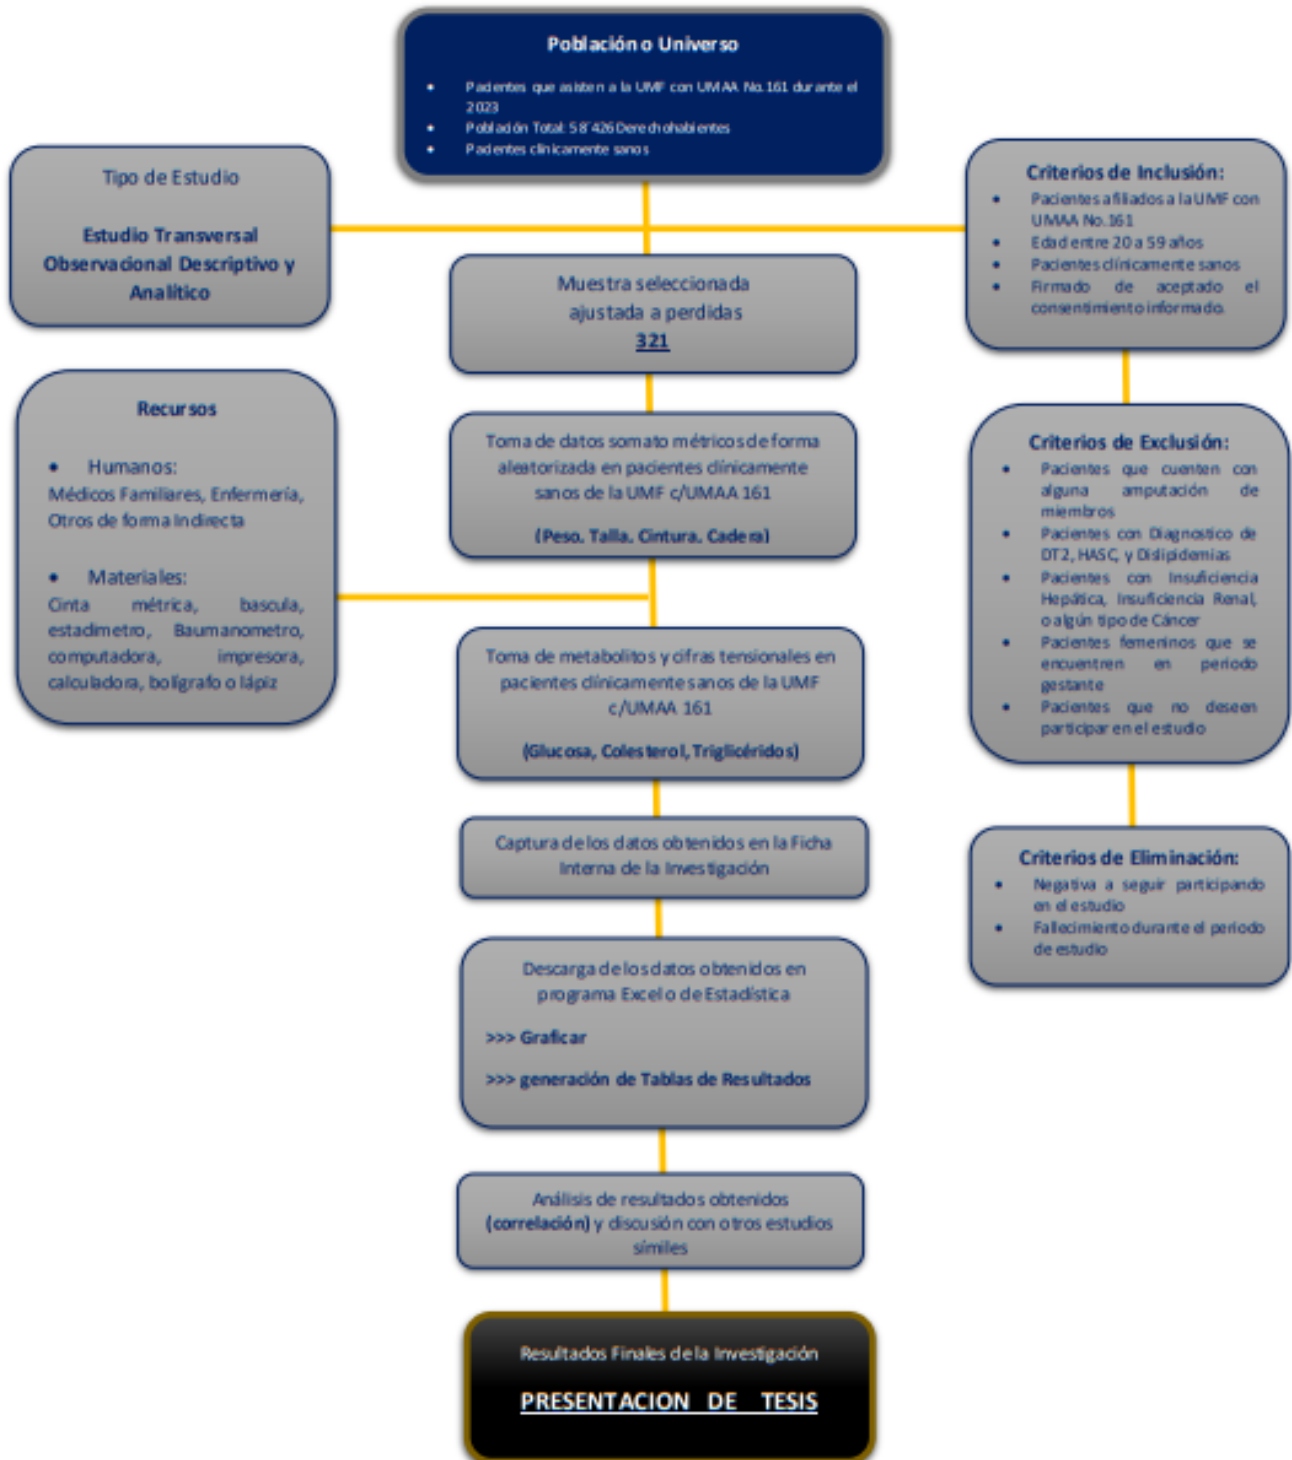 Población o Universo
• Pacientes que asisten a la UMF con UMAA No.161 durante el
2023
• Población Total: 58´426 Derechohabientes
• Pacientes clínicamente sanos
Tipo de Estudio
Estudio Transversal
Observacional Descriptivo y
Analítico
Criterios de Inclusión:
• Pacientes afiliados a la UMF con
UMAA No.161
• Edad entre 20 a 59 años
• Pacientes clínicamente sanos
• Firmado de aceptado el
consentimiento informado.
Muestra seleccionada
ajustada a perdidas
321
Recursos
• Humanos:
Médicos Familiares, Enfermería,
Otros de forma Indirecta
• Materiales:
Cinta métrica, bascula,
estadímetro, Baumanometro,
computadora, impresora,
calculadora, bolígrafo o lápiz
Toma de datos somato métricos de forma
aleatorizada en pacientes clínicamente
sanos de la UMF c/UMAA 161
(Peso, Talla, Cintura, Cadera)
Criterios de Exclusión:
• Pacientes que cuenten con
alguna amputación de
miembros
• Pacientes con Diagnostico de
DT2, HASC, y Dislipidemias
• Pacientes con Insuficiencia
Hepática, Insuficiencia Renal,
o algún tipo de Cáncer
• Pacientes femeninos que se
encuentren en periodo
gestante
• Pacientes que no deseen
participar en el estudio
Toma de metabolitos y cifras tensionales en
pacientes clínicamente sanos de la UMF
c/UMAA 161
(Glucosa, Colesterol, Triglicéridos)
Captura de los datos obtenidos en la Ficha
Interna de la Investigación
Criterios de Eliminación:
• Negativa a seguir participando
en el estudio
• Fallecimiento durante el periodo
de estudio
Descarga de los datos obtenidos en
programa Excel o de Estadística
>>> Graficar
>>> generación de Tablas de Resultados
Análisis de resultados obtenidos
(correlación) y discusión con otros estudios
símiles
Resultados Finales de la Investigación
PRESENTACION DE TESIS